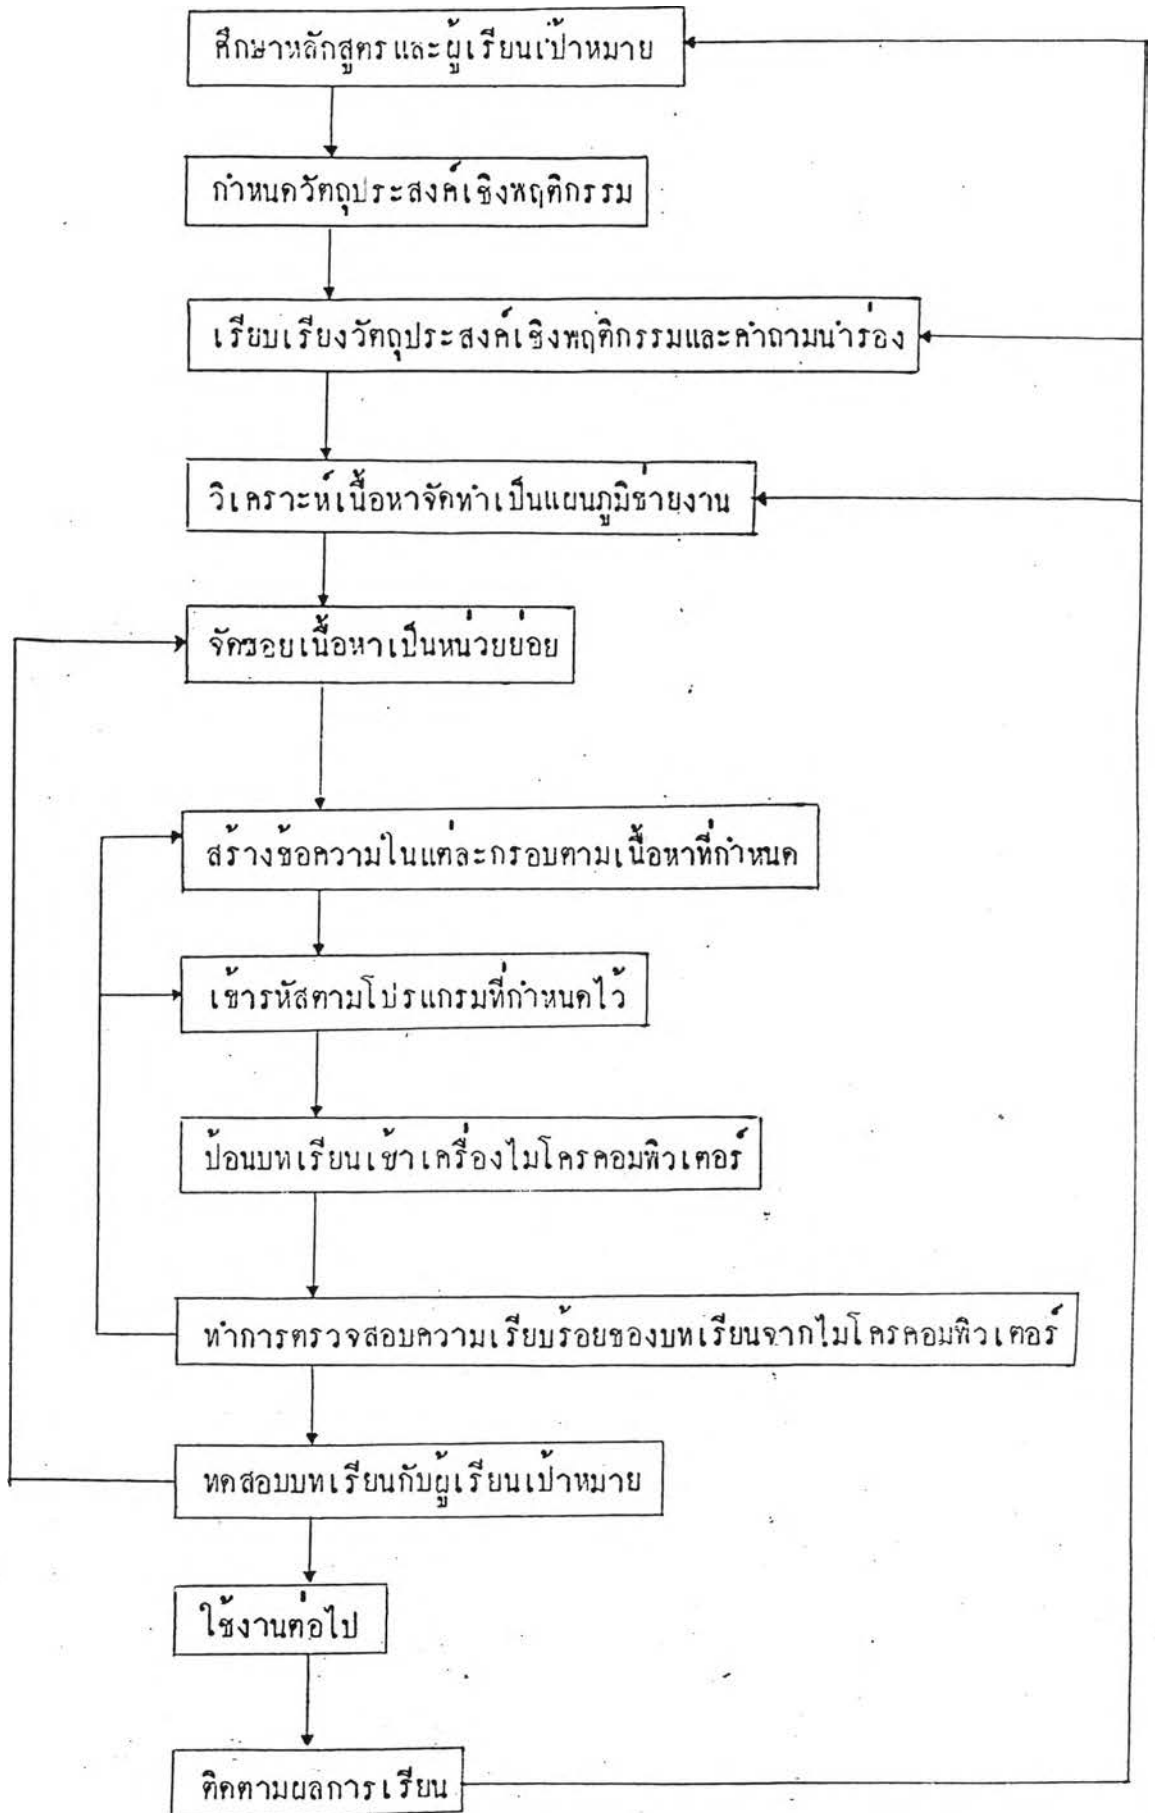 ศึกษาหลักสูตรและผู้เรียนเป้าหมาย
กำหนดวัตถุประสงค์เชิงพฤติกรรม
เรียบเรียงวัตถุประสงค์เชิงพฤติกรรมและคำถามนำร่อง
วิเคราะห์เนื้อหาจัดทำเป็นแผนภูมิข่ายงาน
จัดซอยเนื้อหาเป็นหน่วยย่อย
สร้างข้อความในแต่ละกรอบตามเนื้อหาที่กำหนด
เข้ารหัสตามโปรแกรมที่กำหนดไว้
ป้อนบทเรียนเข้าเครื่องไมโครคอมพิวเตอร์
ทำการตรวจสอบความเรียบร้อยของบทเรียนจากไมโครคอมพิวเตอร์
ทดสอบบทเรียนกับผู้เรียนเป้าหมาย
ใช้งานต่อไป
ติดตามผลการเรียน